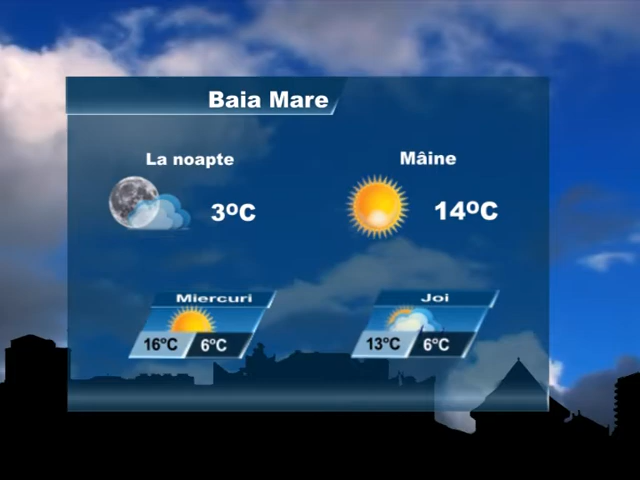 Baia Mare
La noapte
Mâine
3ºC
14ºC
Miercuri
Joi
16ºC 6ºC
13ºC 6ºC